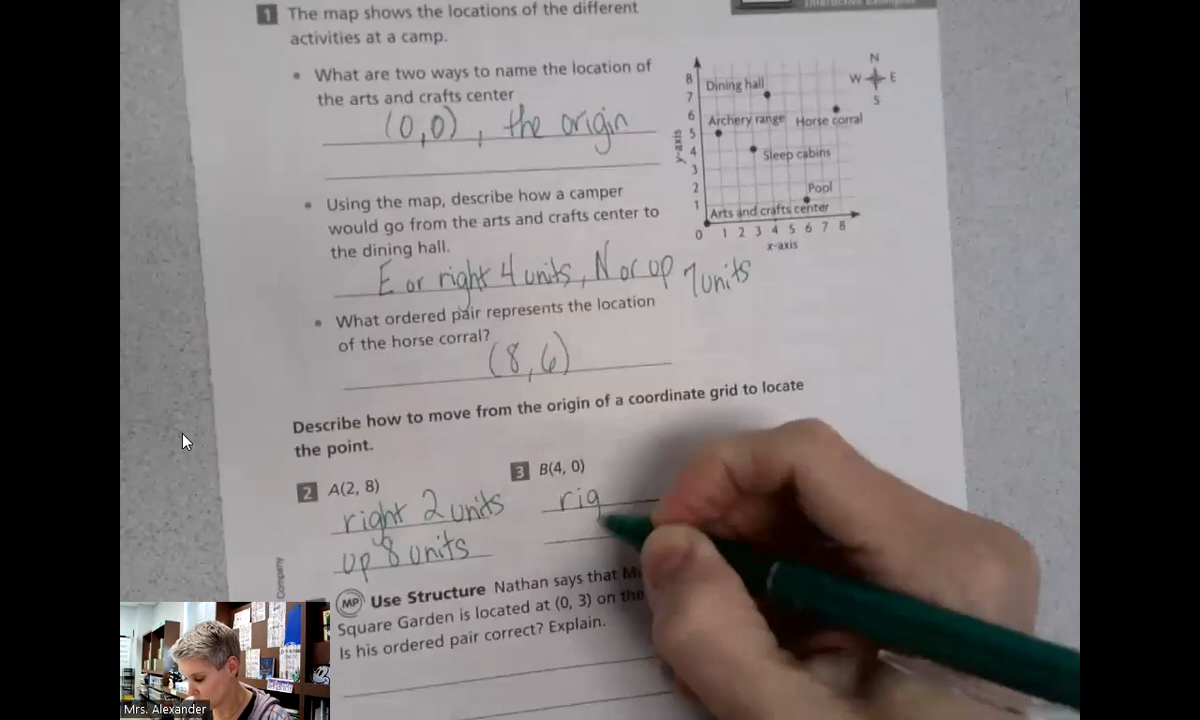 1 The map shows the locations of the different
activities at a camp.
• What are two ways to name the location of
the arts and crafts center
(0,0), the origin
• Using the map, describe how a camper
would go from the arts and crafts center to
the dining hall.
E or right 4 units, N or up 7 units
• What ordered pair represents the location
of the horse corral?
(8,6)
N
W E
S
8
7
6
5
4
3
2
1
0
1 2 3 4 5 6 7 8
y-axis
x-axis
Dining hall
Archery range Horse corral
Sleep cabins
Pool
Arts and crafts center
Describe how to move from the origin of a coordinate grid to locate
the point.
2 A(2, 8)
right 2 units
up 8 units
3 B(4, 0)
rig
MP Use Structure Nathan says that
Square Garden is located at (0, 3) on the
Is his ordered pair correct? Explain.
Company
Mrs. Alexander